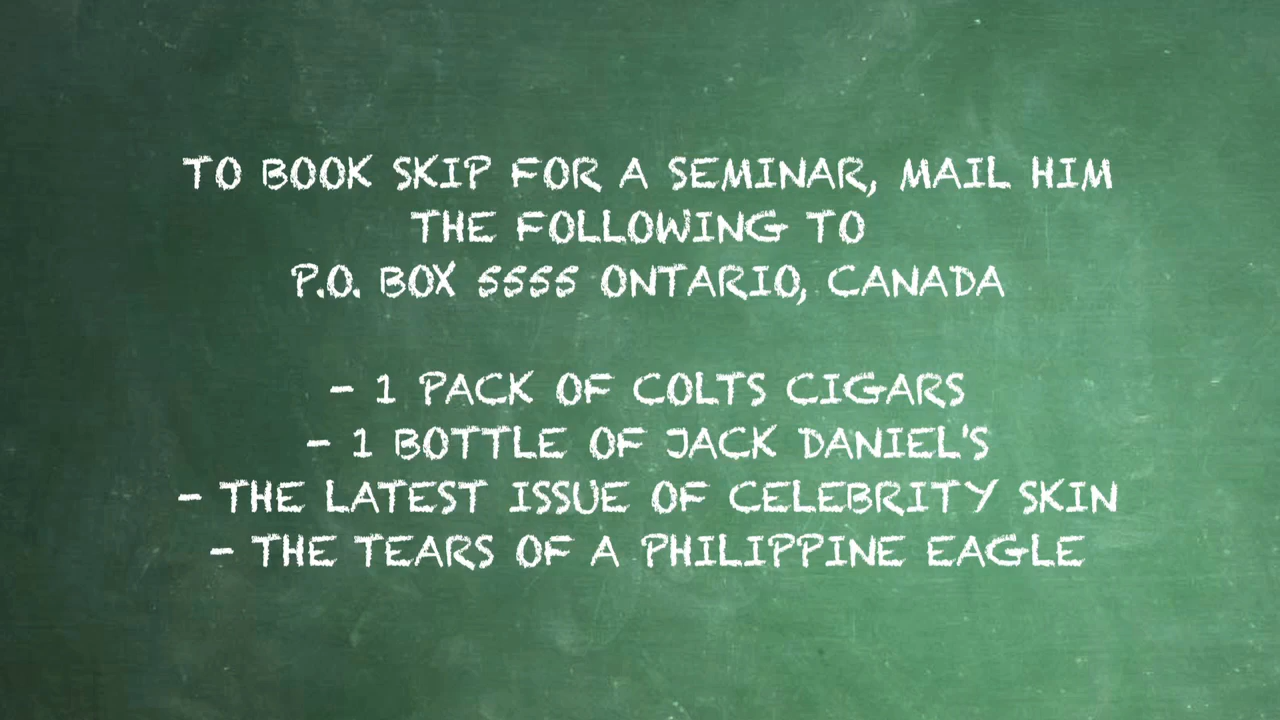 TO BOOK SKIP FOR A SEMINAR, MAIL HIM
THE FOLLOWING TO
P.O. BOX 5555 ONTARIO, CANADA
- 1 PACK OF COLTS CIGARS
- 1 BOTTLE OF JACK DANIEL'S
- THE LATEST ISSUE OF CELEBRITY SKIN
- THE TEARS OF A PHILIPPINE EAGLE